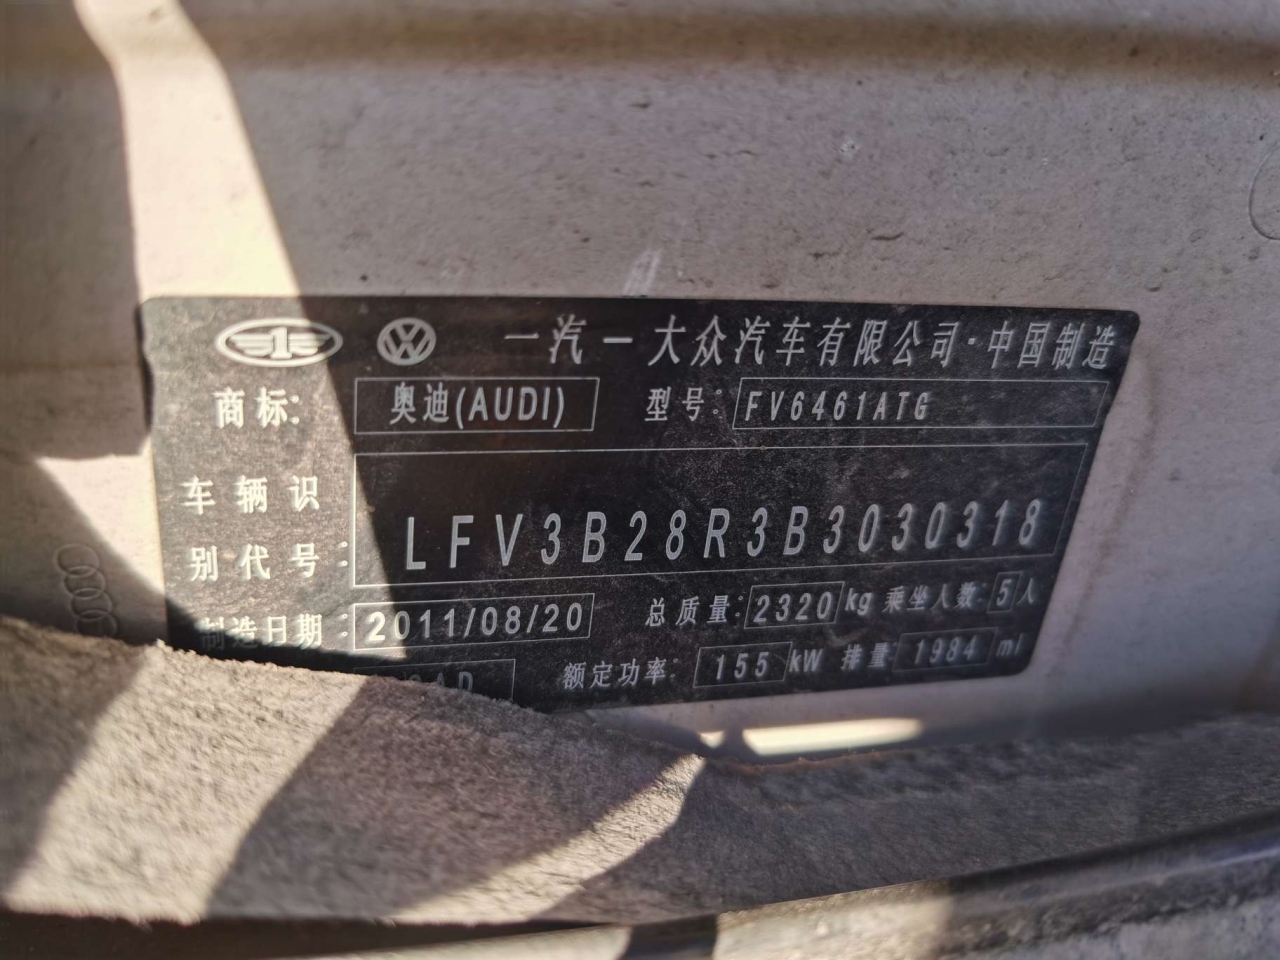 一汽－大众汽车有限公司·中国制造
商标: 奥迪(AUDI) 型号: FV6461ATG
车辆识
别代号: LFV3B28R3B3030318
制造日期: 2011/08/20 总质量: 2320 kg 乘坐人数: 5 人
额定功率: 155 kW 排量: 1984 ml